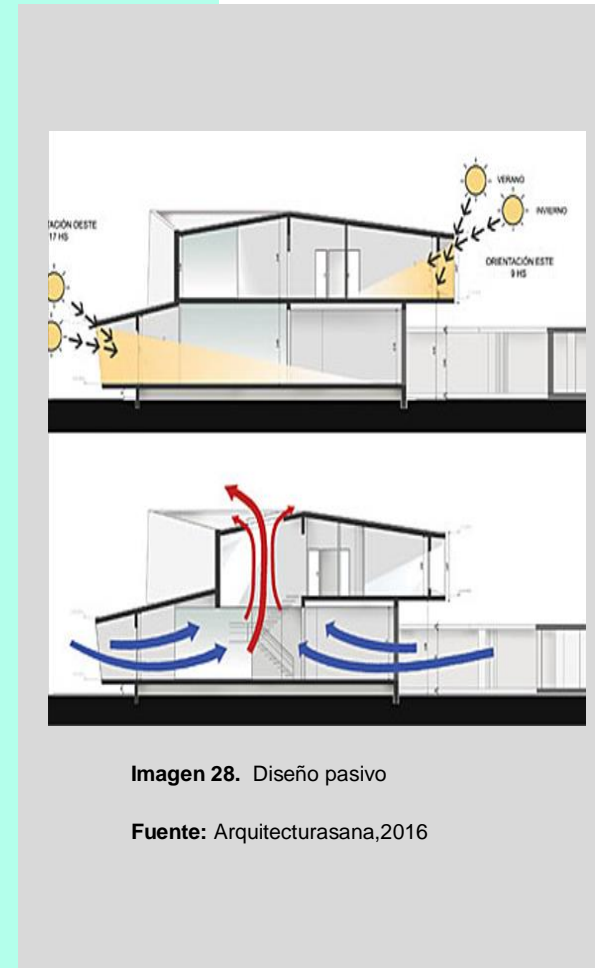 VERANO
INVIERNO
TACIÓN OESTE
17 HS
ORIENTACIÓN ESTE
9 HS
Imagen 28. Diseño pasivo
Fuente: Arquitecturasana,2016